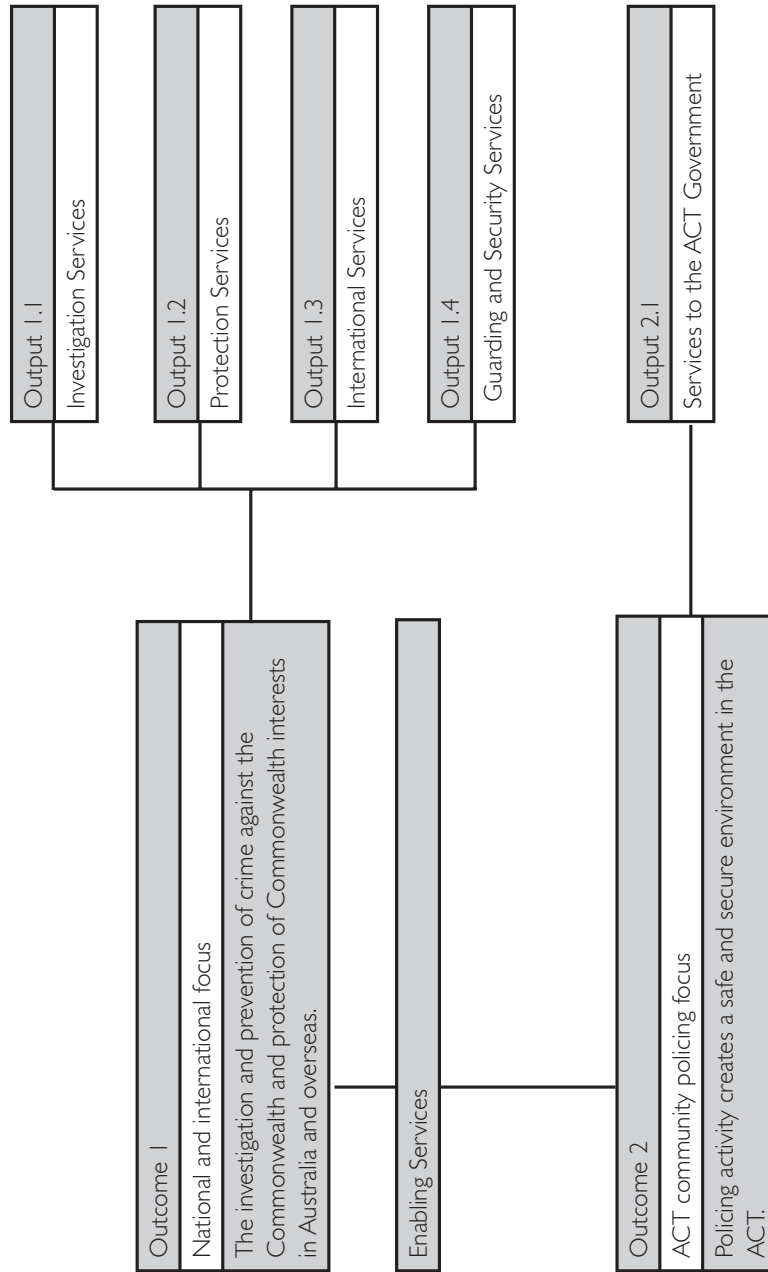 Outcome 1
National and international focus
The investigation and prevention of crime against the
Commonwealth and protection of Commonwealth interests
in Australia and overseas.
Output 1.1
Investigation Services
Output 1.2
Protection Services
Output 1.3
International Services
Output 1.4
Guarding and Security Services
Enabling Services
Outcome 2
ACT community policing focus
Policing activity creates a safe and secure environment in the
ACT.
Output 2.1
Services to the ACT Government